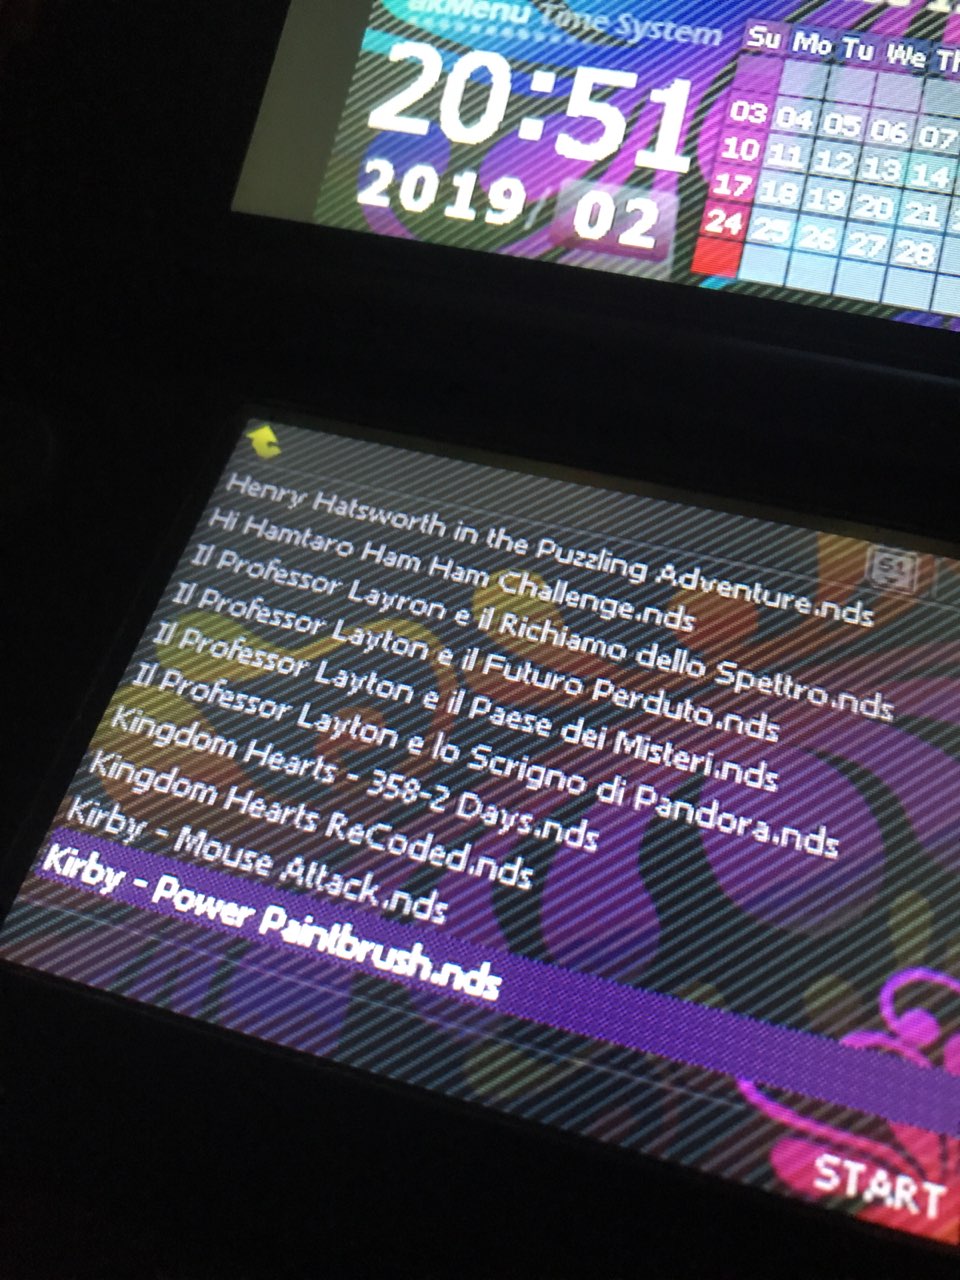 akMenu Time System
20:51
2019/02
Su Mo Tu We Th
03 04 05 06 07
10 11 12 13 14
17 18 19 20 21
24 25 26 27 28
Henry Hatsworth in the Puzzling Adventure.nds
Hi Hamtaro Ham Ham Challenge.nds
Il Professor Layron e il Richiamo dello Spettro.nds
Il Professor Layton e il Futuro Perduto.nds
Il Professor Layton e il Paese dei Misteri.nds
Il Professor Layton e lo Scrigno di Pandora.nds
Kingdom Hearts - 358-2 Days.nds
Kingdom Hearts ReCoded.nds
Kirby - Mouse Attack.nds
Kirby - Power Paintbrush.nds
START